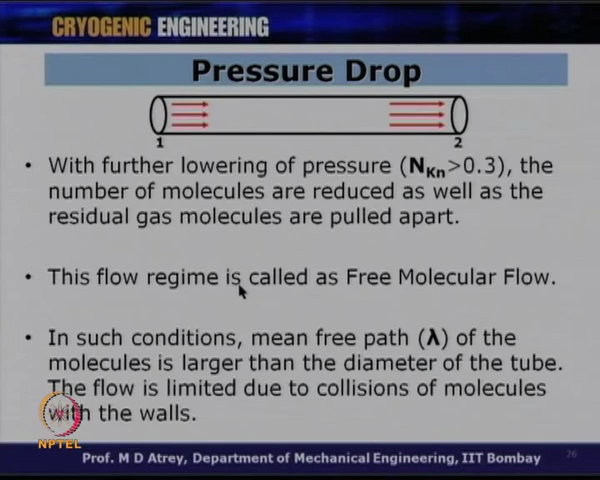 CRYOGENIC ENGINEERING
Pressure Drop
1 2
• With further lowering of pressure (N_Kn>0.3), the
number of molecules are reduced as well as the
residual gas molecules are pulled apart.
• This flow regime is called as Free Molecular Flow.
• In such conditions, mean free path (λ) of the
molecules is larger than the diameter of the tube.
The flow is limited due to collisions of molecules
with the walls.
NPTEL
Prof. M D Atrey, Department of Mechanical Engineering, IIT Bombay
26